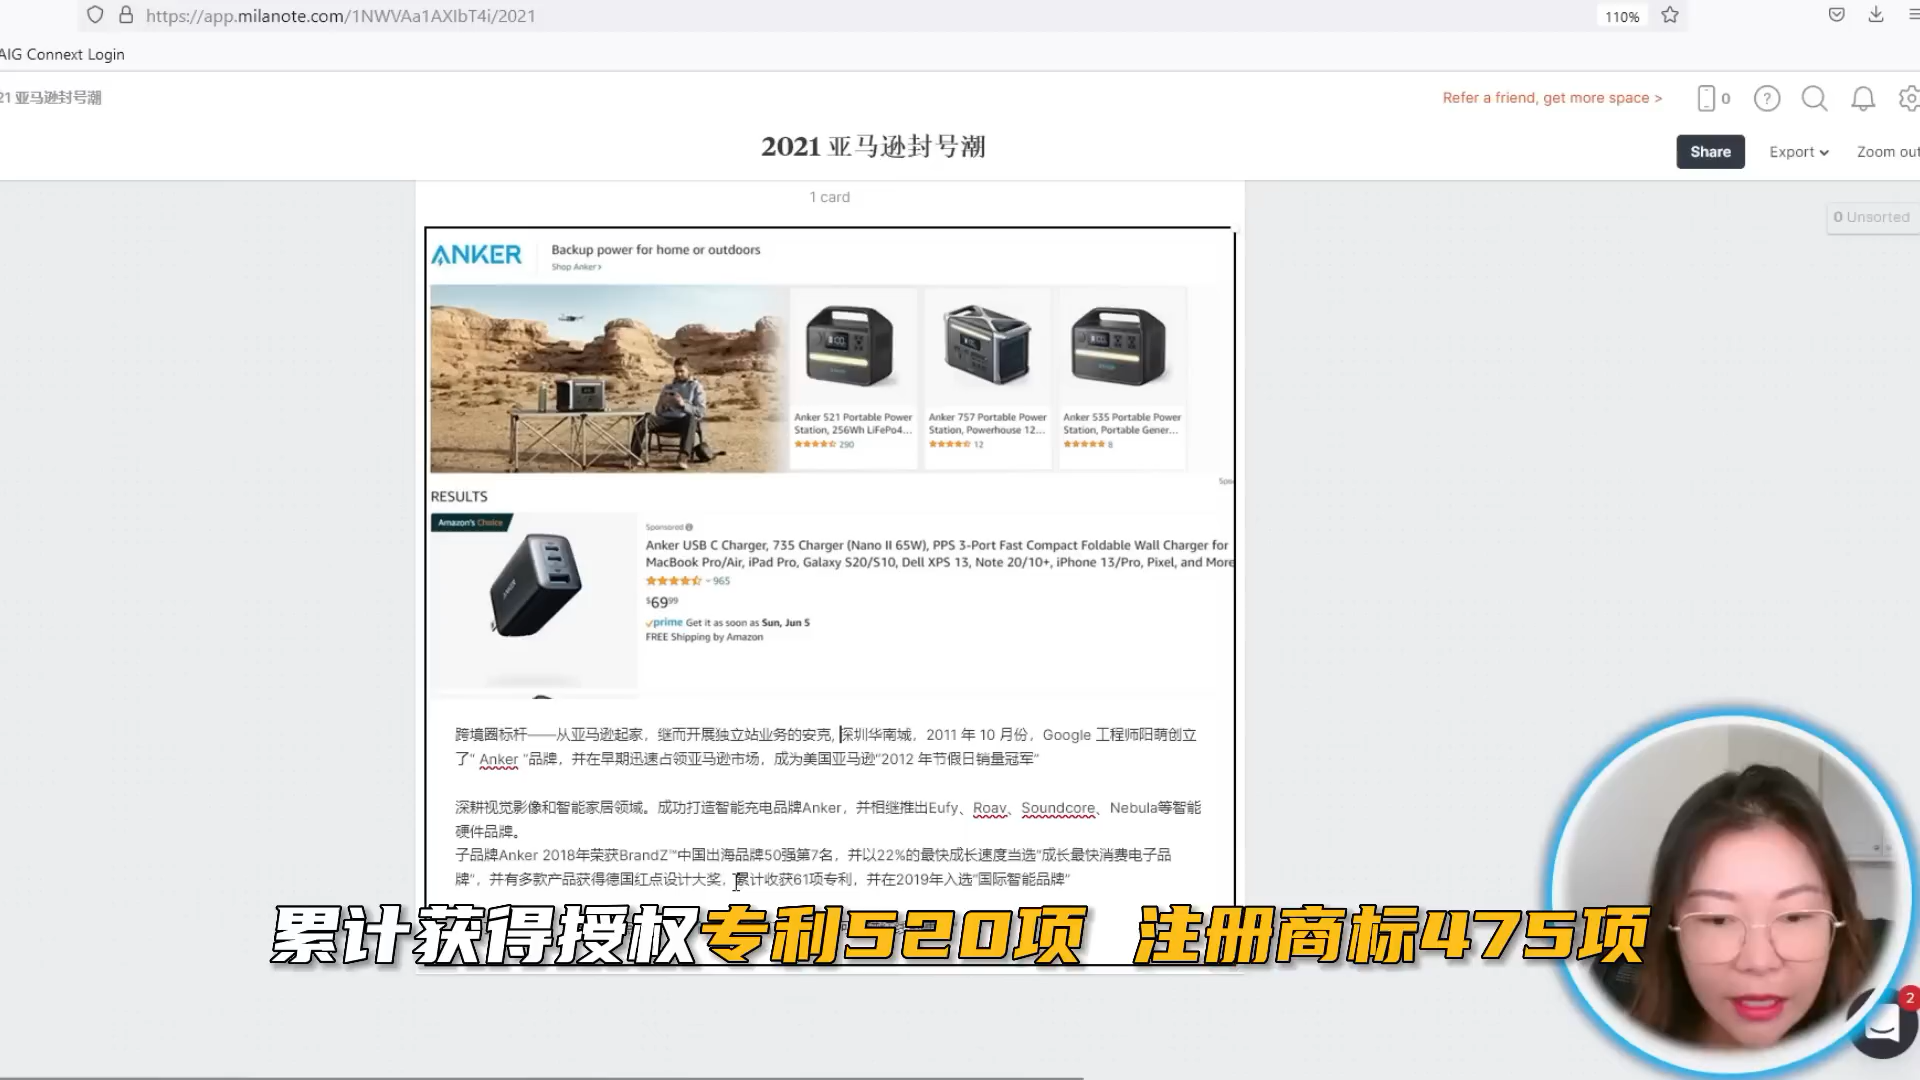 https://app.milanote.com/1NWVAa1AXIbT4i/2021
110%
AIG Connext Login
21 亚马逊封号潮
Refer a friend, get more space >
0
2021 亚马逊封号潮
Share
Export
Zoom out
1 card
0 Unsorted
ANKER
Backup power for home or outdoors
Shop Anker >
Anker 521 Portable Power
Station, 256Wh LiFePo4...
290
Anker 757 Portable Power
Station, Powerhouse 12...
12
Anker 535 Portable Power
Station, Portable Gener...
8
RESULTS
Amazon's Choice
Sponsored
Anker USB C Charger, 735 Charger (Nano II 65W), PPS 3-Port Fast Compact Foldable Wall Charger for
MacBook Pro/Air, iPad Pro, Galaxy S20/S10, Dell XPS 13, Note 20/10+, iPhone 13/Pro, Pixel, and More
965
$69⁹⁹
prime Get it as soon as Sun, Jun 5
FREE Shipping by Amazon
跨境圈标杆——从亚马逊起家，继而开展独立站业务的安克, 深圳华南城，2011 年 10 月份，Google 工程师阳萌创立
了“ Anker ”品牌，并在早期迅速占领亚马逊市场，成为美国亚马逊“2012 年节假日销量冠军”
深耕视觉影像和智能家居领域。成功打造智能充电品牌Anker，并相继推出Eufy、Roav、Soundcore、Nebula等智能
硬件品牌。
子品牌Anker 2018年荣获BrandZ™中国出海品牌50强第7名，并以22%的最快成长速度当选“成长最快消费电子品
牌”，并有多款产品获得德国红点设计大奖，累计收获61项专利，并在2019年入选“国际智能品牌”
累计获得授权专利520项 注册商标475项
2